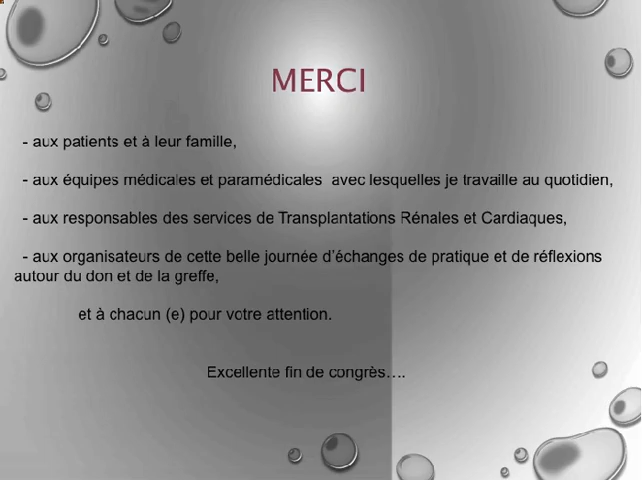 MERCI
- aux patients et à leur famille,
- aux équipes médicales et paramédicales  avec lesquelles je travaille au quotidien,
- aux responsables des services de Transplantations Rénales et Cardiaques,
- aux organisateurs de cette belle journée d'échanges de pratique et de réflexions
autour du don et de la greffe,
et à chacun (e) pour votre attention.
Excellente fin de congrès....